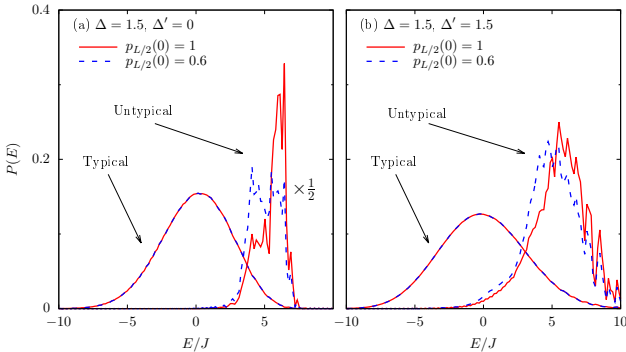 (a) Δ = 1.5, Δ′ = 0
p_{L/2}(0) = 1
p_{L/2}(0) = 0.6
Untypical
Typical
×1/2
P(E)
0.4
0.2
0
−10
−5
0
5
E/J
(b) Δ = 1.5, Δ′ = 1.5
p_{L/2}(0) = 1
p_{L/2}(0) = 0.6
Untypical
Typical
−10
−5
0
5
10
E/J